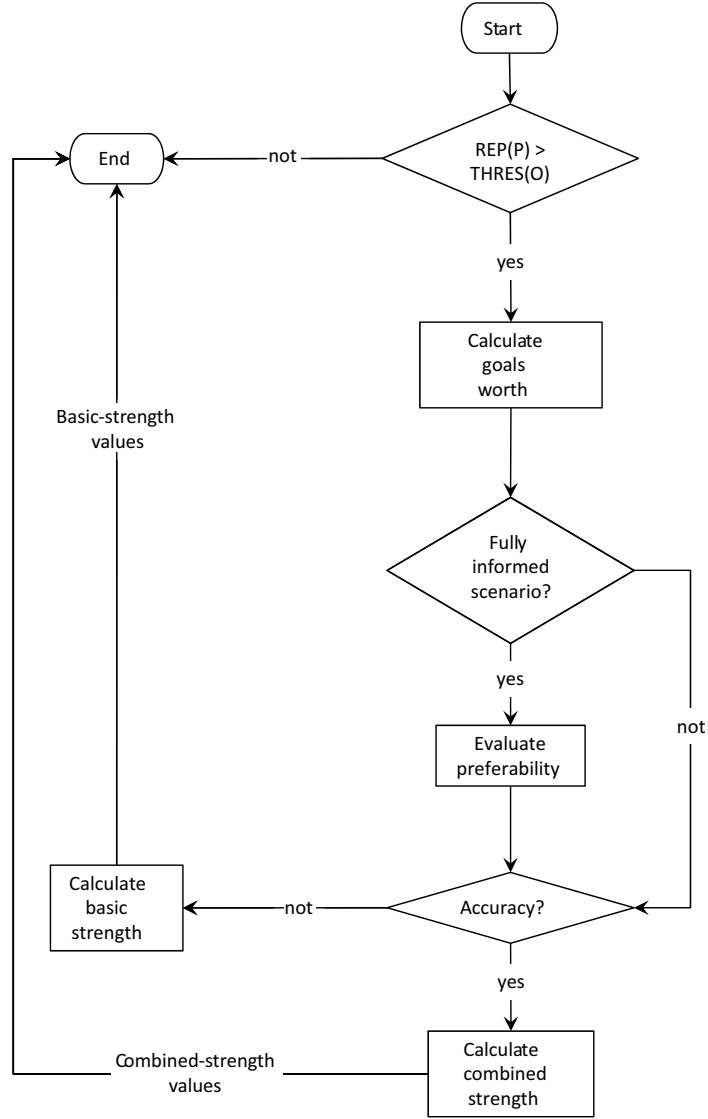 Start
REP(P) >
THRES(O)
not
End
yes
Calculate
goals
worth
Basic-strength
values
Fully
informed
scenario?
yes
not
Evaluate
preferability
Calculate
basic
strength
not
Accuracy?
yes
Calculate
combined
strength
Combined-strength
values